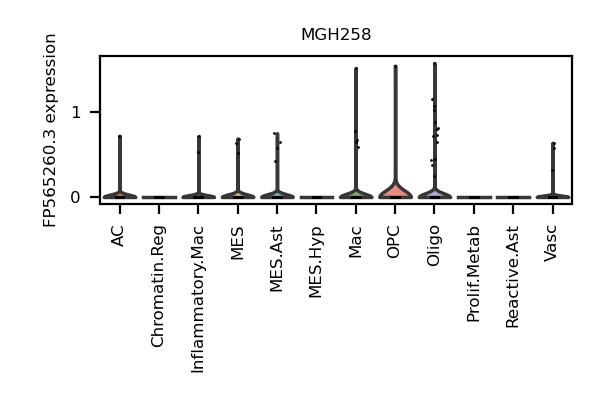 MGH258
FP565260.3 expression
1
0
AC
Chromatin.Reg
Inflammatory.Mac
MES
MES.Ast
MES.Hyp
Mac
OPC
Oligo
Prolif.Metab
Reactive.Ast
Vasc